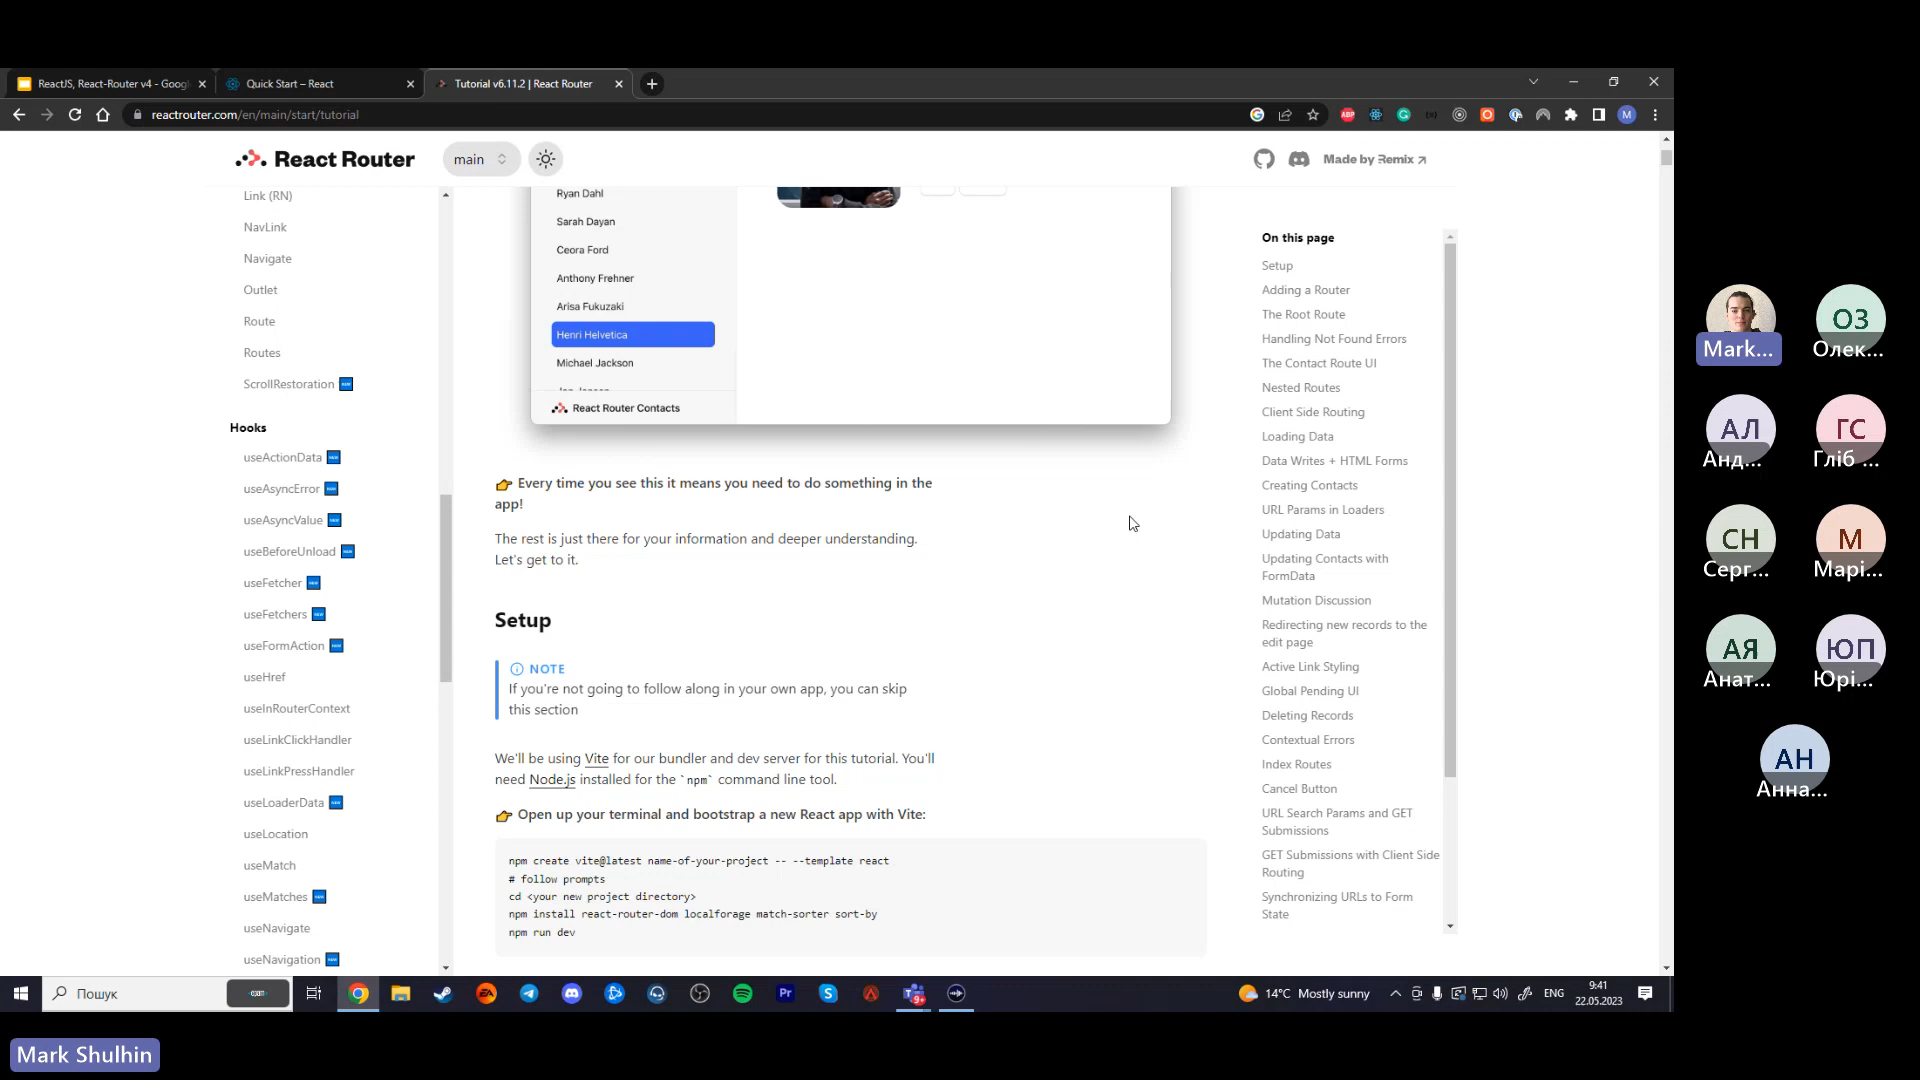 ReactJS, React-Router v4 - Goog
Quick Start – React
Tutorial v6.11.2 | React Router
reactrouter.com/en/main/start/tutorial
ABP
M
React Router
main
Made by Remix ↗
Link (RN)
NavLink
Navigate
Outlet
Route
Routes
ScrollRestoration
Hooks
useActionData
useAsyncError
useAsyncValue
useBeforeUnload
useFetcher
useFetchers
useFormAction
useHref
useInRouterContext
useLinkClickHandler
useLinkPressHandler
useLoaderData
useLocation
useMatch
useMatches
useNavigate
useNavigation
Ryan Dahl
Sarah Dayan
Ceora Ford
Anthony Frehner
Arisa Fukuzaki
Henri Helvetica
Michael Jackson
React Router Contacts
👉 Every time you see this it means you need to do something in the
app!
The rest is just there for your information and deeper understanding.
Let's get to it.
Setup
NOTE
If you're not going to follow along in your own app, you can skip
this section
We'll be using Vite for our bundler and dev server for this tutorial. You'll
need Node.js installed for the `npm` command line tool.
👉 Open up your terminal and bootstrap a new React app with Vite:
npm create vite@latest name-of-your-project -- --template react
# follow prompts
cd <your new project directory>
npm install react-router-dom localforage match-sorter sort-by
npm run dev
On this page
Setup
Adding a Router
The Root Route
Handling Not Found Errors
The Contact Route UI
Nested Routes
Client Side Routing
Loading Data
Data Writes + HTML Forms
Creating Contacts
URL Params in Loaders
Updating Data
Updating Contacts with
FormData
Mutation Discussion
Redirecting new records to the
edit page
Active Link Styling
Global Pending UI
Deleting Records
Contextual Errors
Index Routes
Cancel Button
URL Search Params and GET
Submissions
GET Submissions with Client Side
Routing
Synchronizing URLs to Form
State
Mark...
ОЗ
Олек...
АЛ
Анд...
ГС
Гліб ...
СН
Серг...
М
Марі...
АЯ
Анат...
ЮП
Юрі...
АН
Анна...
Пошук
EA
Pr
9+
14°C Mostly sunny
ENG
9:41
22.05.2023
Mark Shulhin